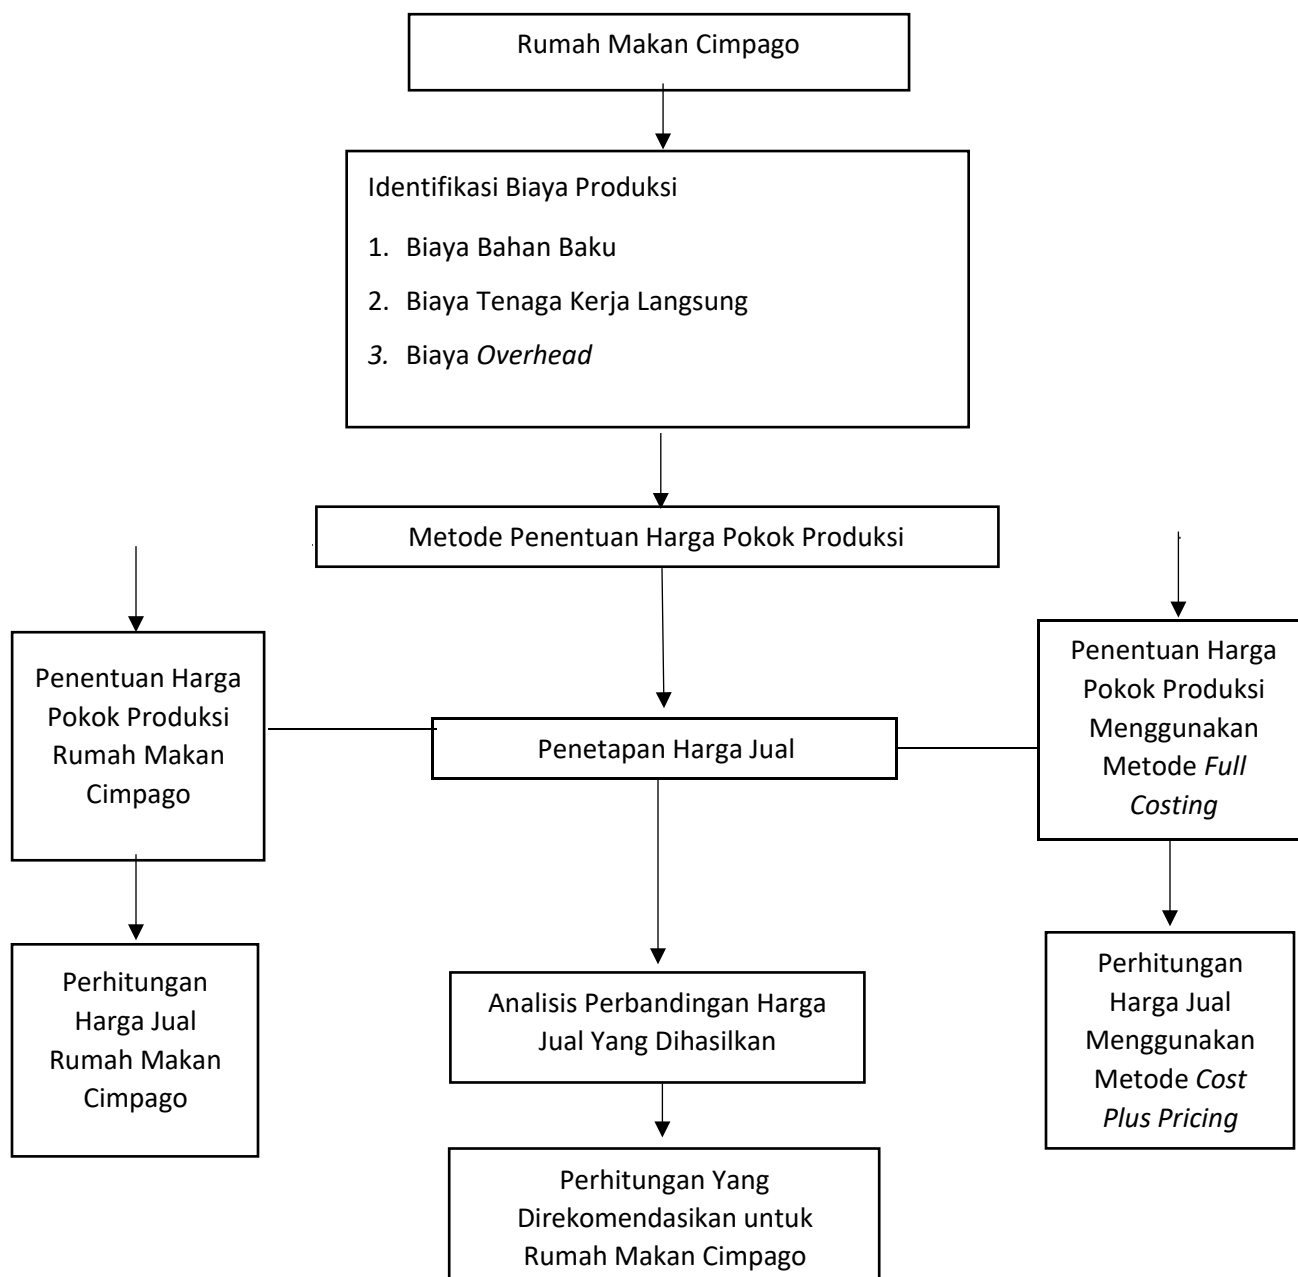 Rumah Makan Cimpago
Identifikasi Biaya Produksi
1. Biaya Bahan Baku
2. Biaya Tenaga Kerja Langsung
3. Biaya Overhead
Metode Penentuan Harga Pokok Produksi
Penentuan Harga
Pokok Produksi
Rumah Makan
Cimpago
Penetapan Harga Jual
Penentuan Harga
Pokok Produksi
Menggunakan
Metode Full
Costing
Perhitungan
Harga Jual
Rumah Makan
Cimpago
Analisis Perbandingan Harga
Jual Yang Dihasilkan
Perhitungan
Harga Jual
Menggunakan
Metode Cost
Plus Pricing
Perhitungan Yang
Direkomendasikan untuk
Rumah Makan Cimpago